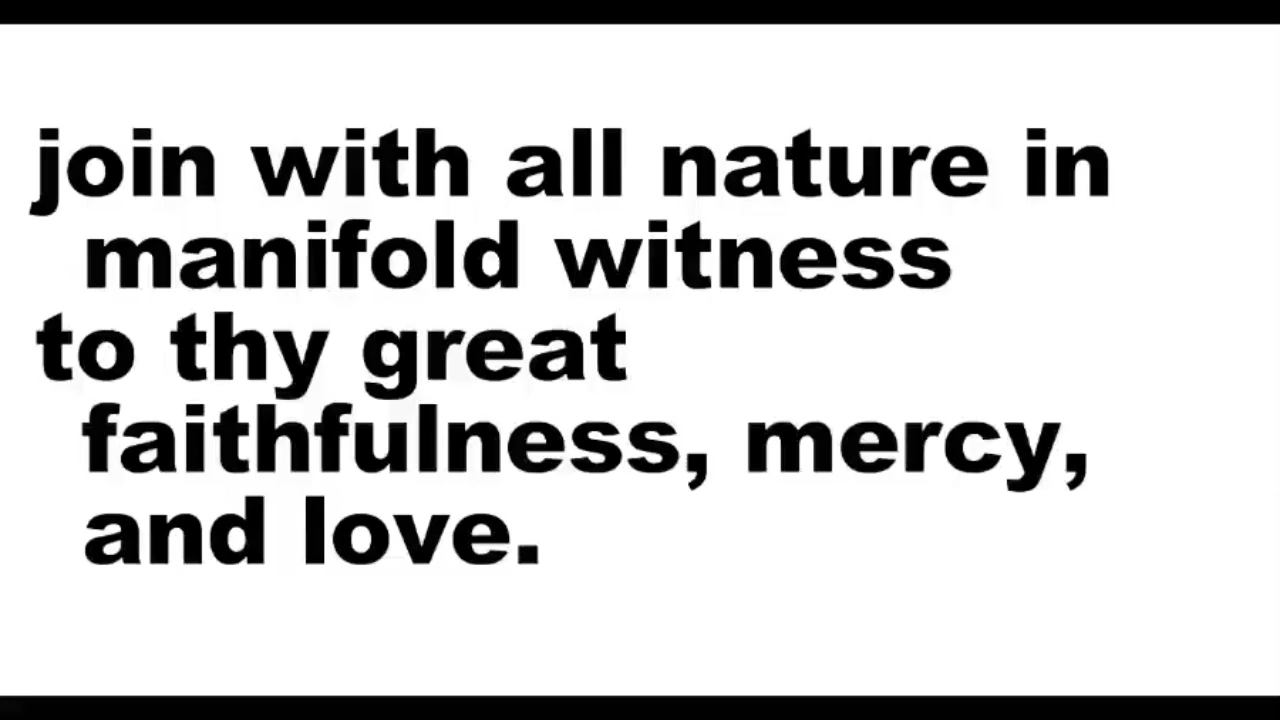 join with all nature in
manifold witness
to thy great
faithfulness, mercy,
and love.